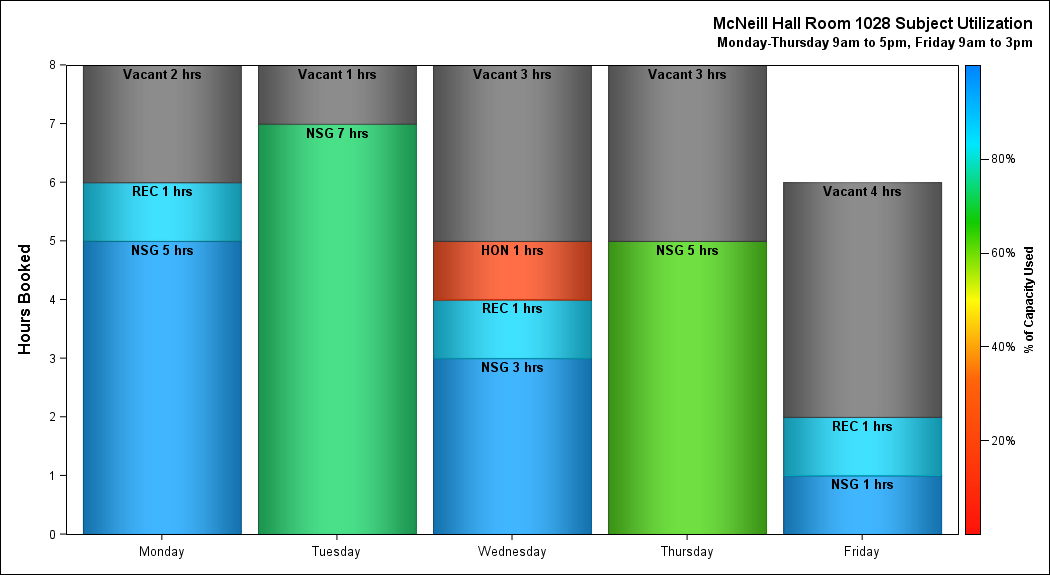 McNeill Hall Room 1028 Subject Utilization
Monday-Thursday 9am to 5pm, Friday 9am to 3pm
Hours Booked
8
7
6
5
4
3
2
1
0
Vacant 2 hrs
REC 1 hrs
NSG 5 hrs
Vacant 1 hrs
NSG 7 hrs
Vacant 3 hrs
HON 1 hrs
REC 1 hrs
NSG 3 hrs
Vacant 3 hrs
NSG 5 hrs
Vacant 4 hrs
REC 1 hrs
NSG 1 hrs
Monday
Tuesday
Wednesday
Thursday
Friday
80%
60%
40%
20%
% of Capacity Used